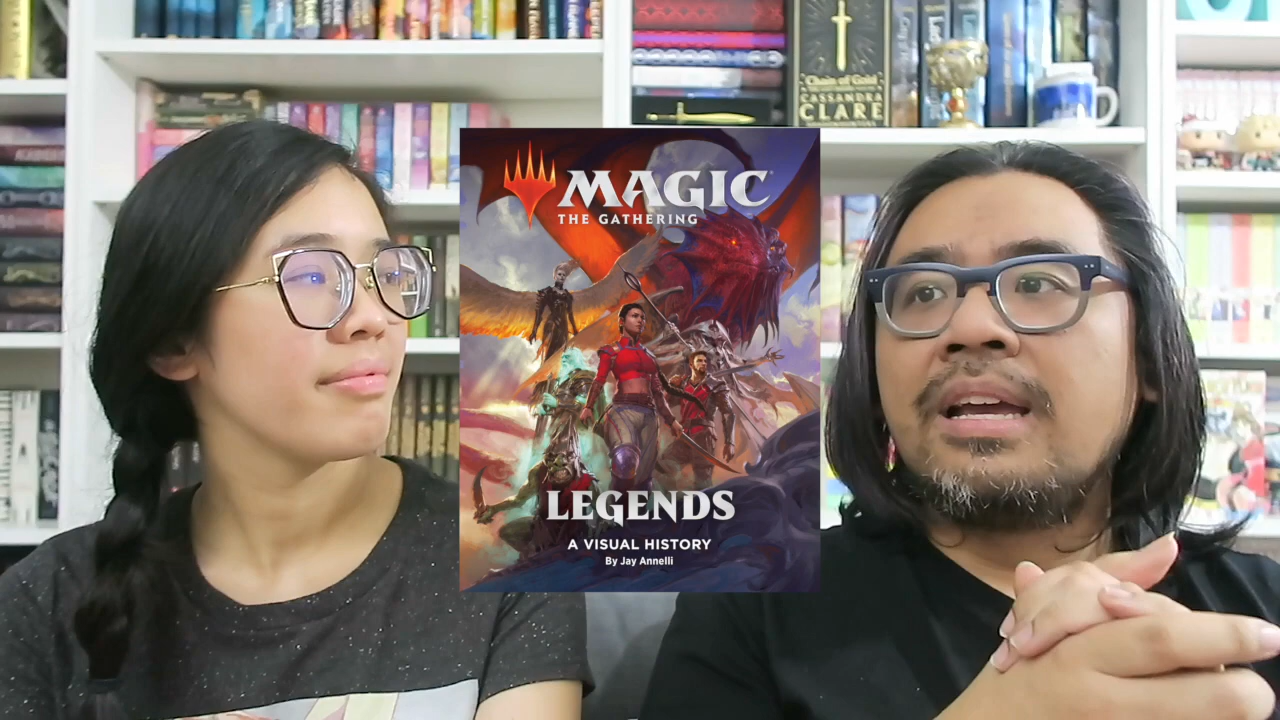 Chain of Gold
CASSANDRA
CLARE
MAGIC
THE GATHERING
LEGENDS
A VISUAL HISTORY
By Jay Annelli